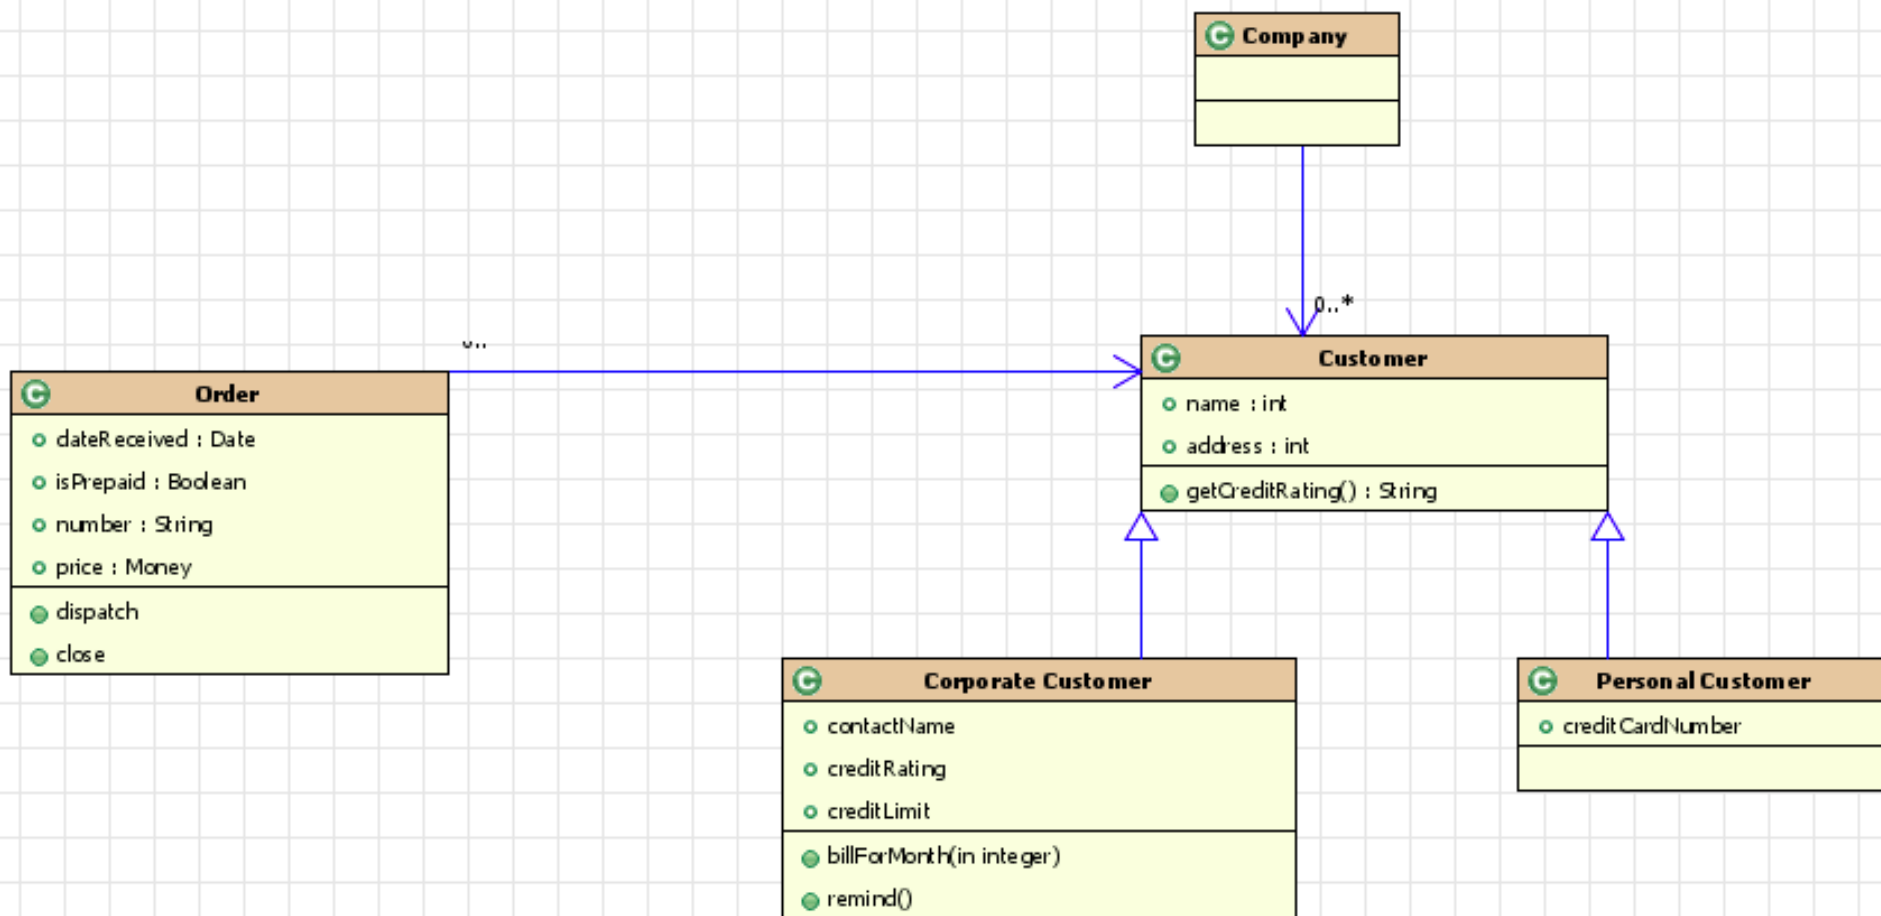 Company
0..*
Customer
name : int
address : int
getCreditRating() : String
Order
dateReceived : Date
isPrepaid : Boolean
number : String
price : Money
dispatch
close
Corporate Customer
contactName
creditRating
creditLimit
billForMonth(in integer)
remind()
Personal Customer
creditCardNumber